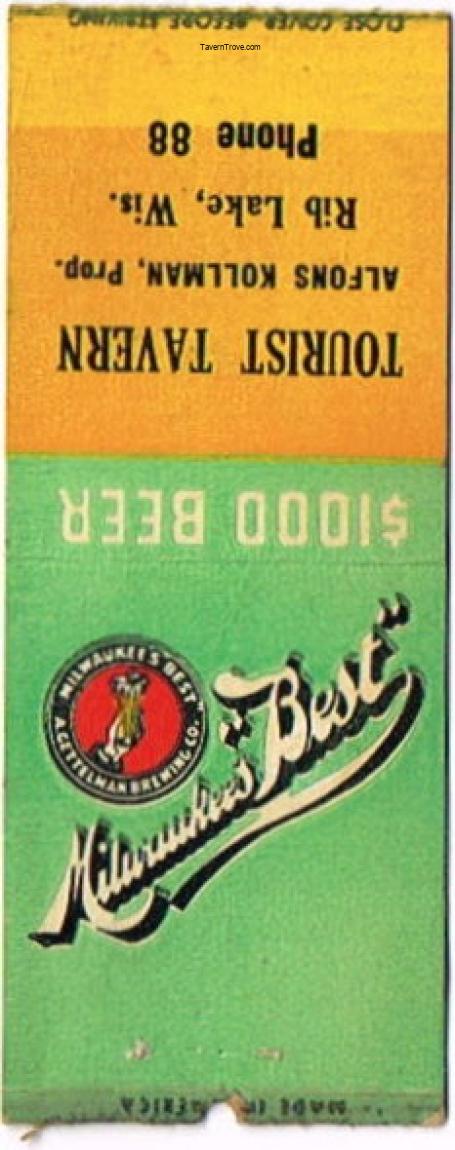 CLOSE COVER BEFORE STRIKING
TavernTrove.com
Phone 88
Rib Lake, Wis.
ALFONS KOLLMAN, Prop.
TOURIST TAVERN
$1000 BEER
Milwaukee's "Best"
"MILWAUKEE'S BEST"
A. GETTELMAN BREWING CO.
MADE IN AMERICA